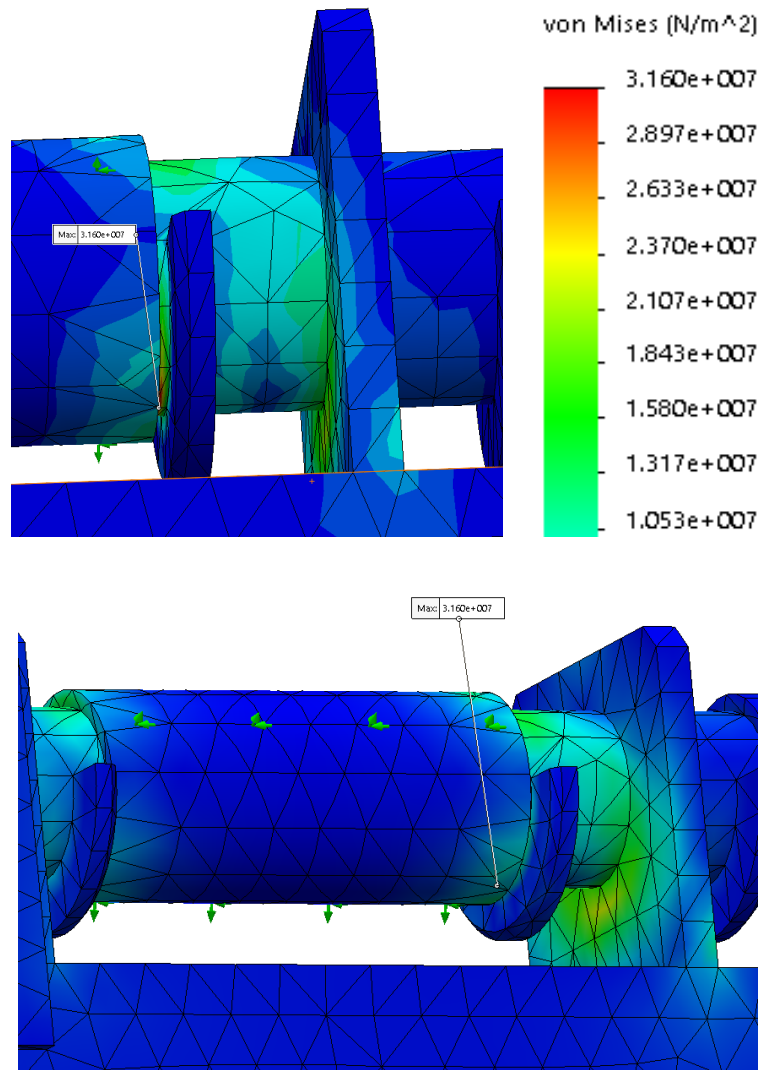 von Mises (N/m^2)
3.160e+007
2.897e+007
2.633e+007
2.370e+007
2.107e+007
1.843e+007
1.580e+007
1.317e+007
1.053e+007
Max: 3.160e+007
Max: 3.160e+007